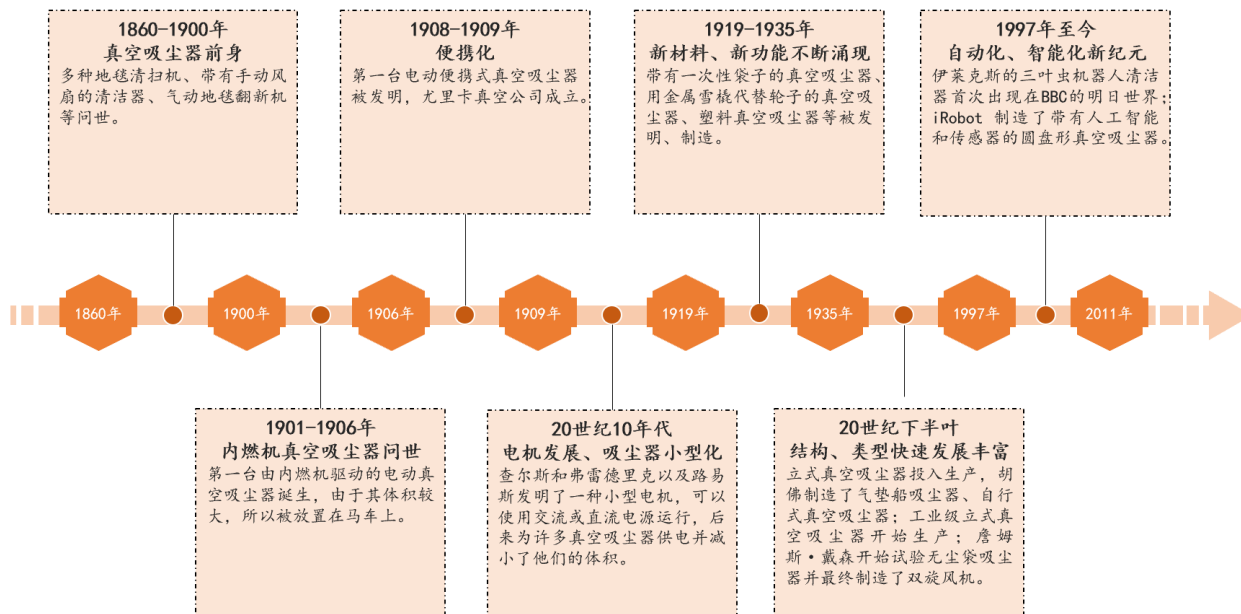 1860-1900年
真空吸尘器前身
多种地毯清扫机、带有手动风
扇的清洁器、气动地毯翻新机
等问世。
1908-1909年
便携化
第一台电动便携式真空吸尘器
被发明，尤里卡真空公司成立。
1919-1935年
新材料、新功能不断涌现
带有一次性袋子的真空吸尘器、
用金属雪橇代替轮子的真空吸
尘器、塑料真空吸尘器等被发
明、制造。
1997年至今
自动化、智能化新纪元
伊莱克斯的三叶虫机器人清洁
器首次出现在BBC的明日世界；
iRobot 制造了带有人工智能
和传感器的圆盘形真空吸尘器。
1860年
1900年
1906年
1909年
1919年
1935年
1997年
2011年
1901-1906年
内燃机真空吸尘器问世
第一台由内燃机驱动的电动真
空吸尘器诞生，由于其体积较
大，所以被放置在马车上。
20世纪10年代
电机发展、吸尘器小型化
查尔斯和弗雷德里克以及路易
斯发明了一种小型电机，可以
使用交流或直流电源运行，后
来为许多真空吸尘器供电并减
小了他们的体积。
20世纪下半叶
结构、类型快速发展丰富
立式真空吸尘器投入生产，胡
佛制造了气垫船吸尘器、自行
式真空吸尘器；工业级立式真
空吸尘器开始生产；詹姆
斯·戴森开始试验无尘袋吸尘
器并最终制造了双旋风机。